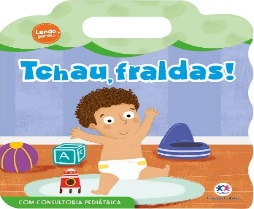 Lendo
Tchau, fraldas!
A
COM CONSULTORIA PEDIÁTRICA